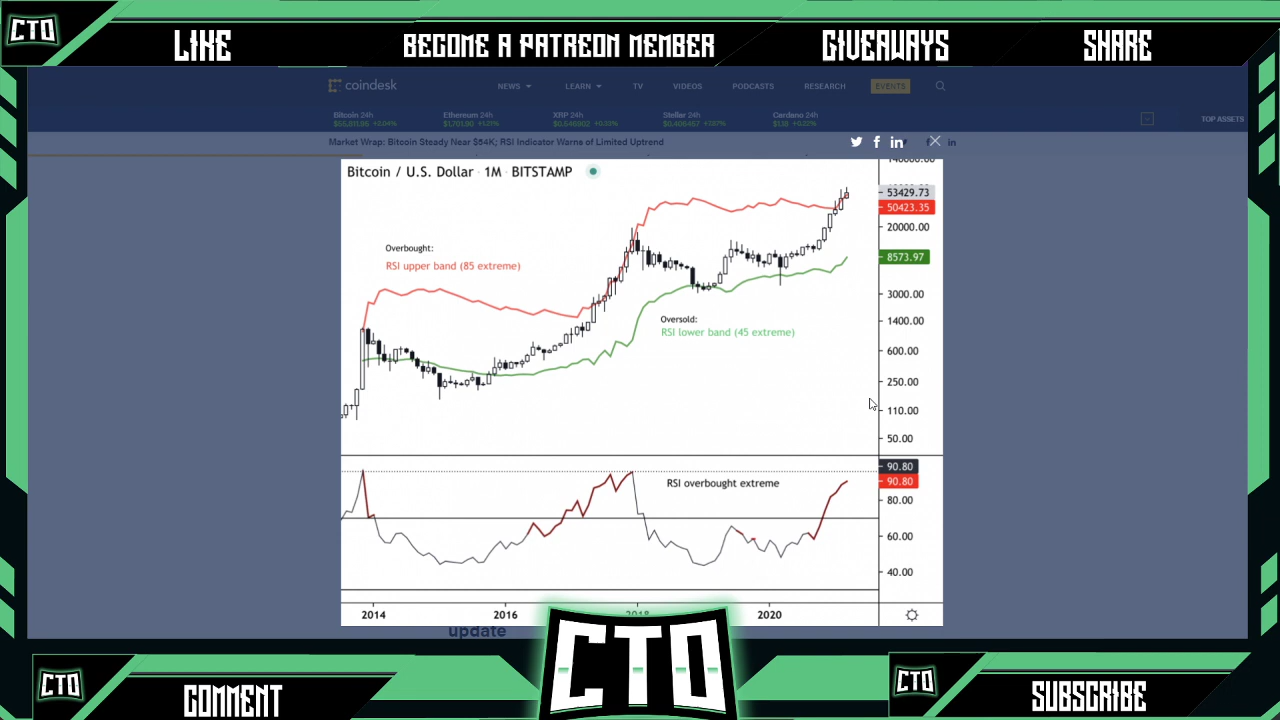 CTO
LIKE
BECOME A PATREON MEMBER
GIVEAWAYS
SHARE
coindesk
NEWS
LEARN
TV
VIDEOS
PODCASTS
RESEARCH
EVENTS
Bitcoin 24h
Ethereum 24h
XRP 24h
Stellar 24h
Cardano 24h
TOP ASSETS
Market Wrap: Bitcoin Steady Near $54K; RSI Indicator Warns of Limited Uptrend
Bitcoin / U.S. Dollar · 1M · BITSTAMP
140000.00
53429.73
50423.35
20000.00
8573.97
3000.00
1400.00
600.00
250.00
110.00
50.00
Overbought:
RSI upper band (85 extreme)
Oversold:
RSI lower band (45 extreme)
90.80
90.80
80.00
60.00
40.00
RSI overbought extreme
2014
2016
2018
2020
update
CTO
CTO
COMMENT
CTO
SUBSCRIBE